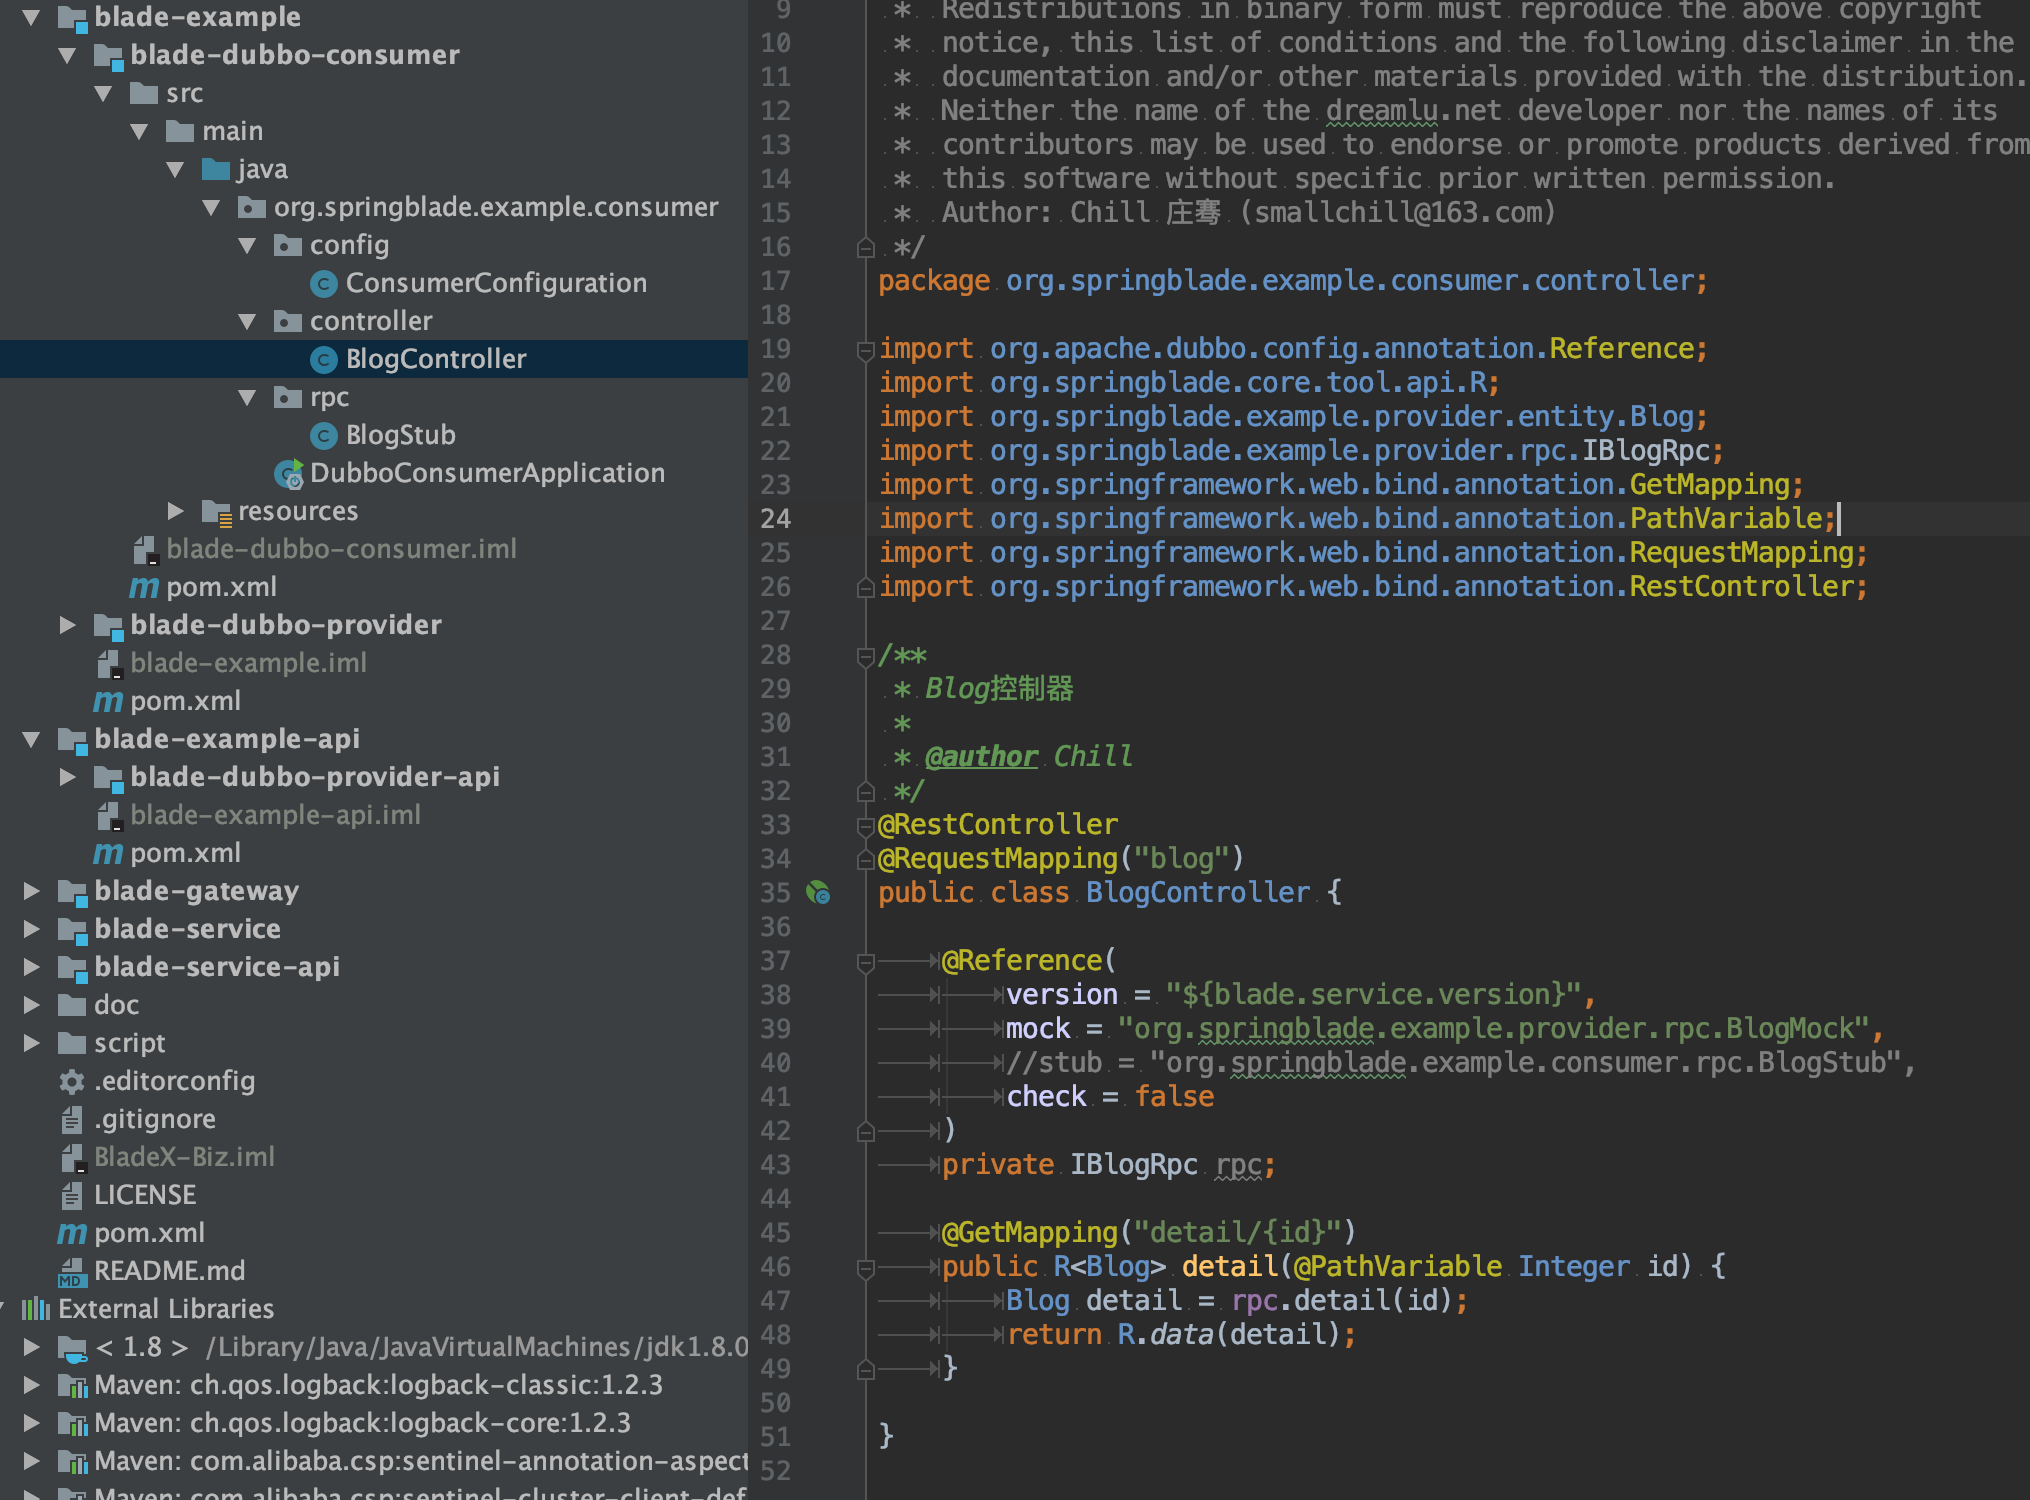 blade-example
blade-dubbo-consumer
src
main
java
org.springblade.example.consumer
config
ConsumerConfiguration
controller
BlogController
rpc
BlogStub
DubboConsumerApplication
resources
blade-dubbo-consumer.iml
pom.xml
blade-dubbo-provider
blade-example.iml
pom.xml
blade-example-api
blade-dubbo-provider-api
blade-example-api.iml
pom.xml
blade-gateway
blade-service
blade-service-api
doc
script
.editorconfig
.gitignore
BladeX-Biz.iml
LICENSE
pom.xml
README.md
External Libraries
< 1.8 > /Library/Java/JavaVirtualMachines/jdk1.8.0
Maven: ch.qos.logback:logback-classic:1.2.3
Maven: ch.qos.logback:logback-core:1.2.3
Maven: com.alibaba.csp:sentinel-annotation-aspect
Maven: com.alibaba.csp:sentinel-cluster-client-def
9 * Redistributions in binary form must reproduce the above copyright
10 * notice, this list of conditions and the following disclaimer in the
11 * documentation and/or other materials provided with the distribution.
12 * Neither the name of the dreamlu.net developer nor the names of its
13 * contributors may be used to endorse or promote products derived from
14 * this software without specific prior written permission.
15 * Author: Chill 庄骞 (smallchill@163.com)
16 */
17 package org.springblade.example.consumer.controller;
18
19 import org.apache.dubbo.config.annotation.Reference;
20 import org.springblade.core.tool.api.R;
21 import org.springblade.example.provider.entity.Blog;
22 import org.springblade.example.provider.rpc.IBlogRpc;
23 import org.springframework.web.bind.annotation.GetMapping;
24 import org.springframework.web.bind.annotation.PathVariable;
25 import org.springframework.web.bind.annotation.RequestMapping;
26 import org.springframework.web.bind.annotation.RestController;
27
28 /**
29 * Blog控制器
30 *
31 * @author Chill
32 */
33 @RestController
34 @RequestMapping("blog")
35 public class BlogController {
36
37 @Reference(
38 version = "${blade.service.version}",
39 mock = "org.springblade.example.provider.rpc.BlogMock",
40 //stub = "org.springblade.example.consumer.rpc.BlogStub",
41 check = false
42 )
43 private IBlogRpc rpc;
44
45 @GetMapping("detail/{id}")
46 public R<Blog> detail(@PathVariable Integer id) {
47 Blog detail = rpc.detail(id);
48 return R.data(detail);
49 }
50
51 }
52